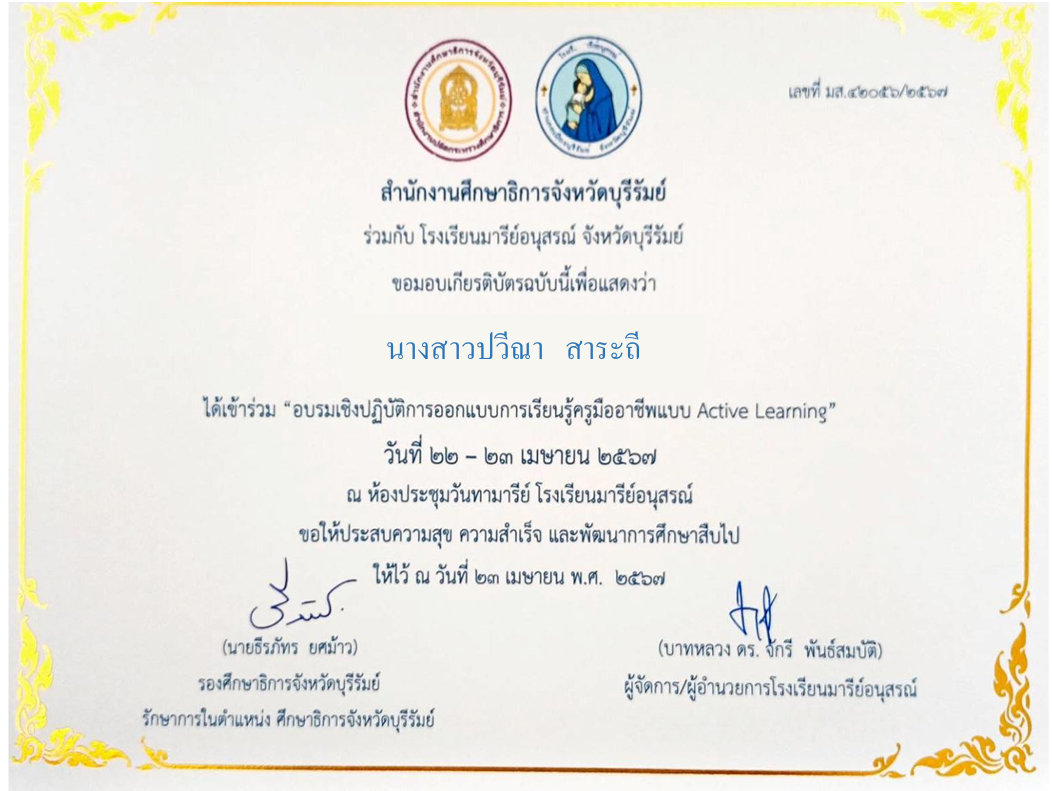 เลขที่ มส.๔๒๐๕๖/๒๕๖๗
สำนักงานศึกษาธิการจังหวัดบุรีรัมย์
ร่วมกับ โรงเรียนมารีย์อนุสรณ์ จังหวัดบุรีรัมย์
ขอมอบเกียรติบัตรฉบับนี้เพื่อแสดงว่า
นางสาวปวีณา สาระถี
ได้เข้าร่วม “อบรมเชิงปฏิบัติการออกแบบการเรียนรู้ครูมืออาชีพแบบ Active Learning”
วันที่ ๒๒ – ๒๓ เมษายน ๒๕๖๗
ณ ห้องประชุมวันทามารีย์ โรงเรียนมารีย์อนุสรณ์
ขอให้ประสบความสุข ความสำเร็จ และพัฒนาการศึกษาสืบไป
ให้ไว้ ณ วันที่ ๒๓ เมษายน พ.ศ. ๒๕๖๗
(นายธีรภัทร ยศม้าว)
รองศึกษาธิการจังหวัดบุรีรัมย์
รักษาการในตำแหน่ง ศึกษาธิการจังหวัดบุรีรัมย์
(บาทหลวง ดร. จักรี พันธ์สมบัติ)
ผู้จัดการ/ผู้อำนวยการโรงเรียนมารีย์อนุสรณ์